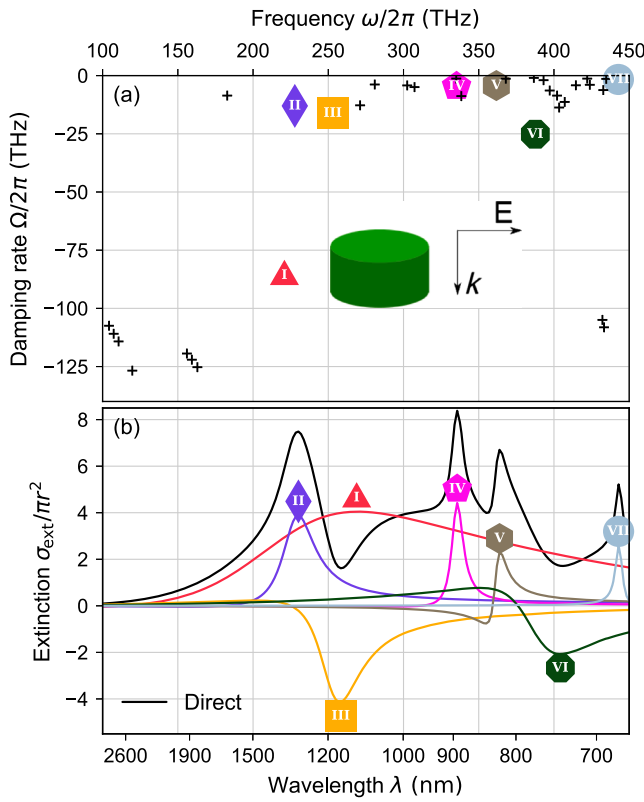 Frequency ω/2π (THz)
100 150 200 250 300 350 400 450
(a)
0
−25
−50
−75
−100
−125
Damping rate Ω/2π (THz)
I
II
III
IV
V
VI
VII
E
k
(b)
8
6
4
2
0
−2
−4
Extinction σext/πr²
I
II
III
IV
V
VI
VII
Direct
2600 1900 1500 1200 1000 900 800 700
Wavelength λ (nm)